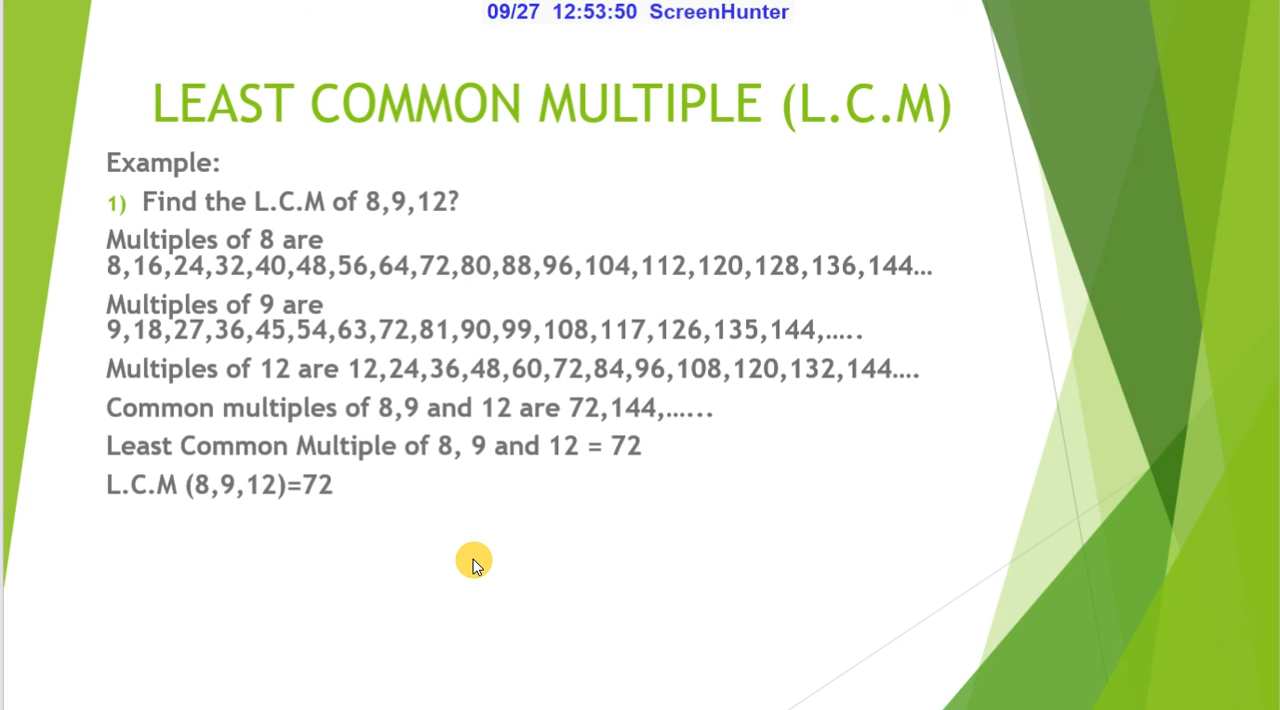 09/27 12:53:50 ScreenHunter
LEAST COMMON MULTIPLE (L.C.M)
Example:
1) Find the L.C.M of 8,9,12?
Multiples of 8 are
8,16,24,32,40,48,56,64,72,80,88,96,104,112,120,128,136,144…
Multiples of 9 are
9,18,27,36,45,54,63,72,81,90,99,108,117,126,135,144,…..
Multiples of 12 are 12,24,36,48,60,72,84,96,108,120,132,144….
Common multiples of 8,9 and 12 are 72,144,…...
Least Common Multiple of 8, 9 and 12 = 72
L.C.M (8,9,12)=72